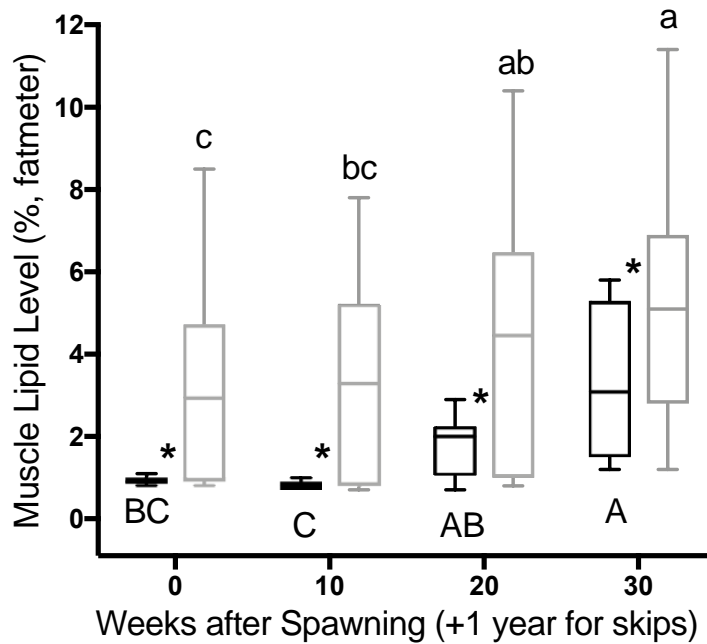 Muscle Lipid Level (%, fatmeter)
12
10
8
6
4
2
0
c
bc
ab
a
*
*
*
*
BC
C
AB
A
0
10
20
30
Weeks after Spawning (+1 year for skips)